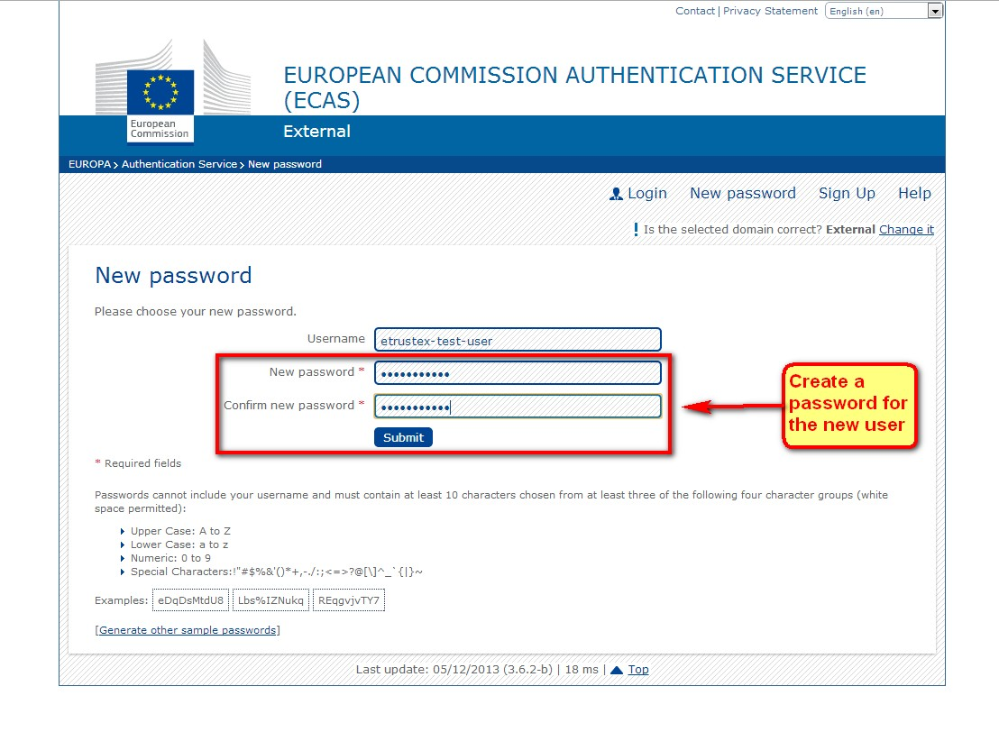 Contact | Privacy Statement English (en)
EUROPEAN COMMISSION AUTHENTICATION SERVICE
(ECAS)
European
Commission
External
EUROPA > Authentication Service > New password
Login New password Sign Up Help
! Is the selected domain correct? External Change it
New password
Please choose your new password.
Username etrustex-test-user
New password * •••••••••••
Confirm new password * •••••••••••
Submit
Create a
password for
the new user
* Required fields
Passwords cannot include your username and must contain at least 10 characters chosen from at least three of the following four character groups (white
space permitted):
Upper Case: A to Z
Lower Case: a to z
Numeric: 0 to 9
Special Characters:!"#$%&'()*+,-./:;<=>?@[\]^_`{|}~
Examples: eDqDsMtdU8 Lbs%IZNukq REqgvjvTY7
[Generate other sample passwords]
Last update: 05/12/2013 (3.6.2-b) | 18 ms | Top